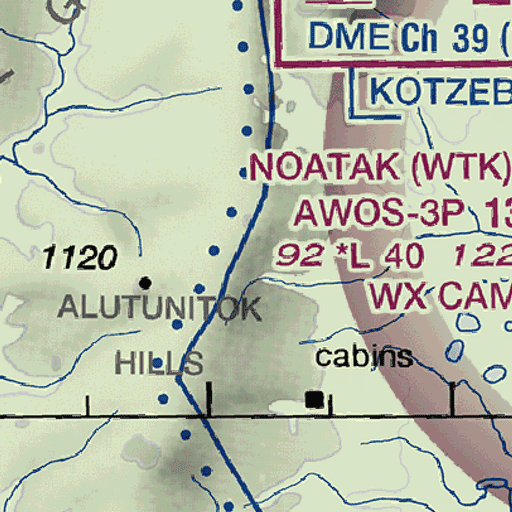 G
DME Ch 39 (
KOTZEB
NOATAK (WTK)
AWOS-3P 13
92 *L 40 122
1120
WX CAM
ALUTUNITOK
HILLS
cabins